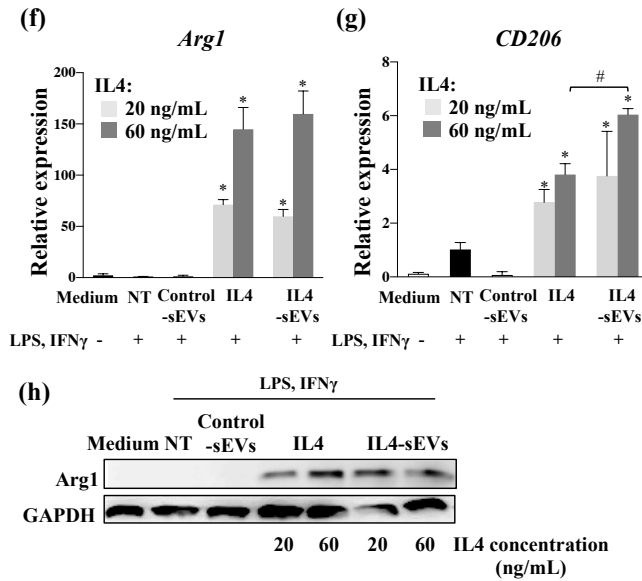 (f)
Arg1
Relative expression
200
150
100
50
0
IL4:
20 ng/mL
60 ng/mL
* * * *
Medium NT Control -sEVs IL4 IL4 -sEVs
LPS, IFNγ - + + + +
(g)
CD206
Relative expression
8
6
4
2
0
IL4:
20 ng/mL
60 ng/mL
#
* * * *
Medium NT Control -sEVs IL4 IL4 -sEVs
LPS, IFNγ - + + + +
(h)
LPS, IFNγ
Medium NT Control -sEVs IL4 IL4-sEVs
Arg1
GAPDH
20 60 20 60 IL4 concentration
(ng/mL)